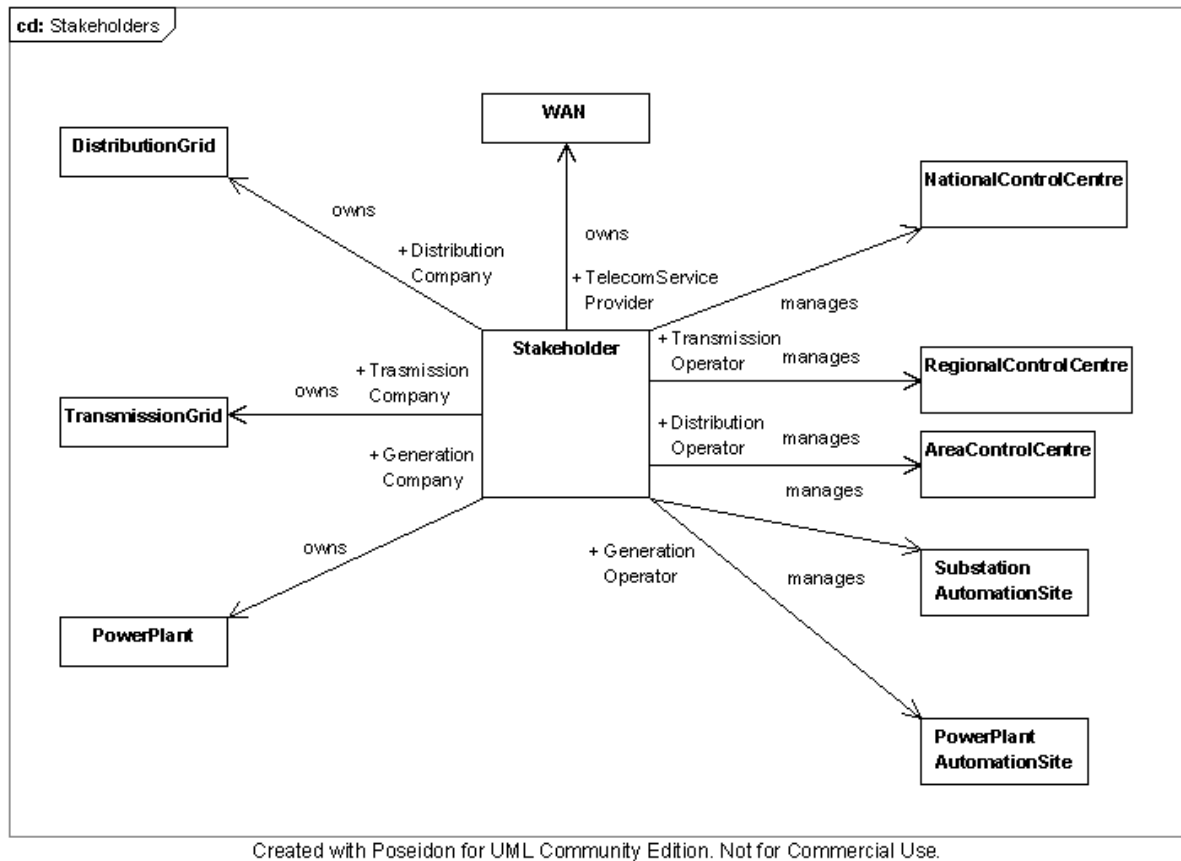 cd: Stakeholders
WAN
DistributionGrid
NationalControlCentre
owns
owns
+ Distribution
Company
+ TelecomService
Provider
manages
Stakeholder
+ Transmission
Operator
manages
RegionalControlCentre
+ Trasmission
Company
owns
TransmissionGrid
+ Distribution
Operator
manages
AreaControlCentre
+ Generation
Company
manages
owns
+ Generation
Operator
manages
Substation
AutomationSite
PowerPlant
PowerPlant
AutomationSite
Created with Poseidon for UML Community Edition. Not for Commercial Use.